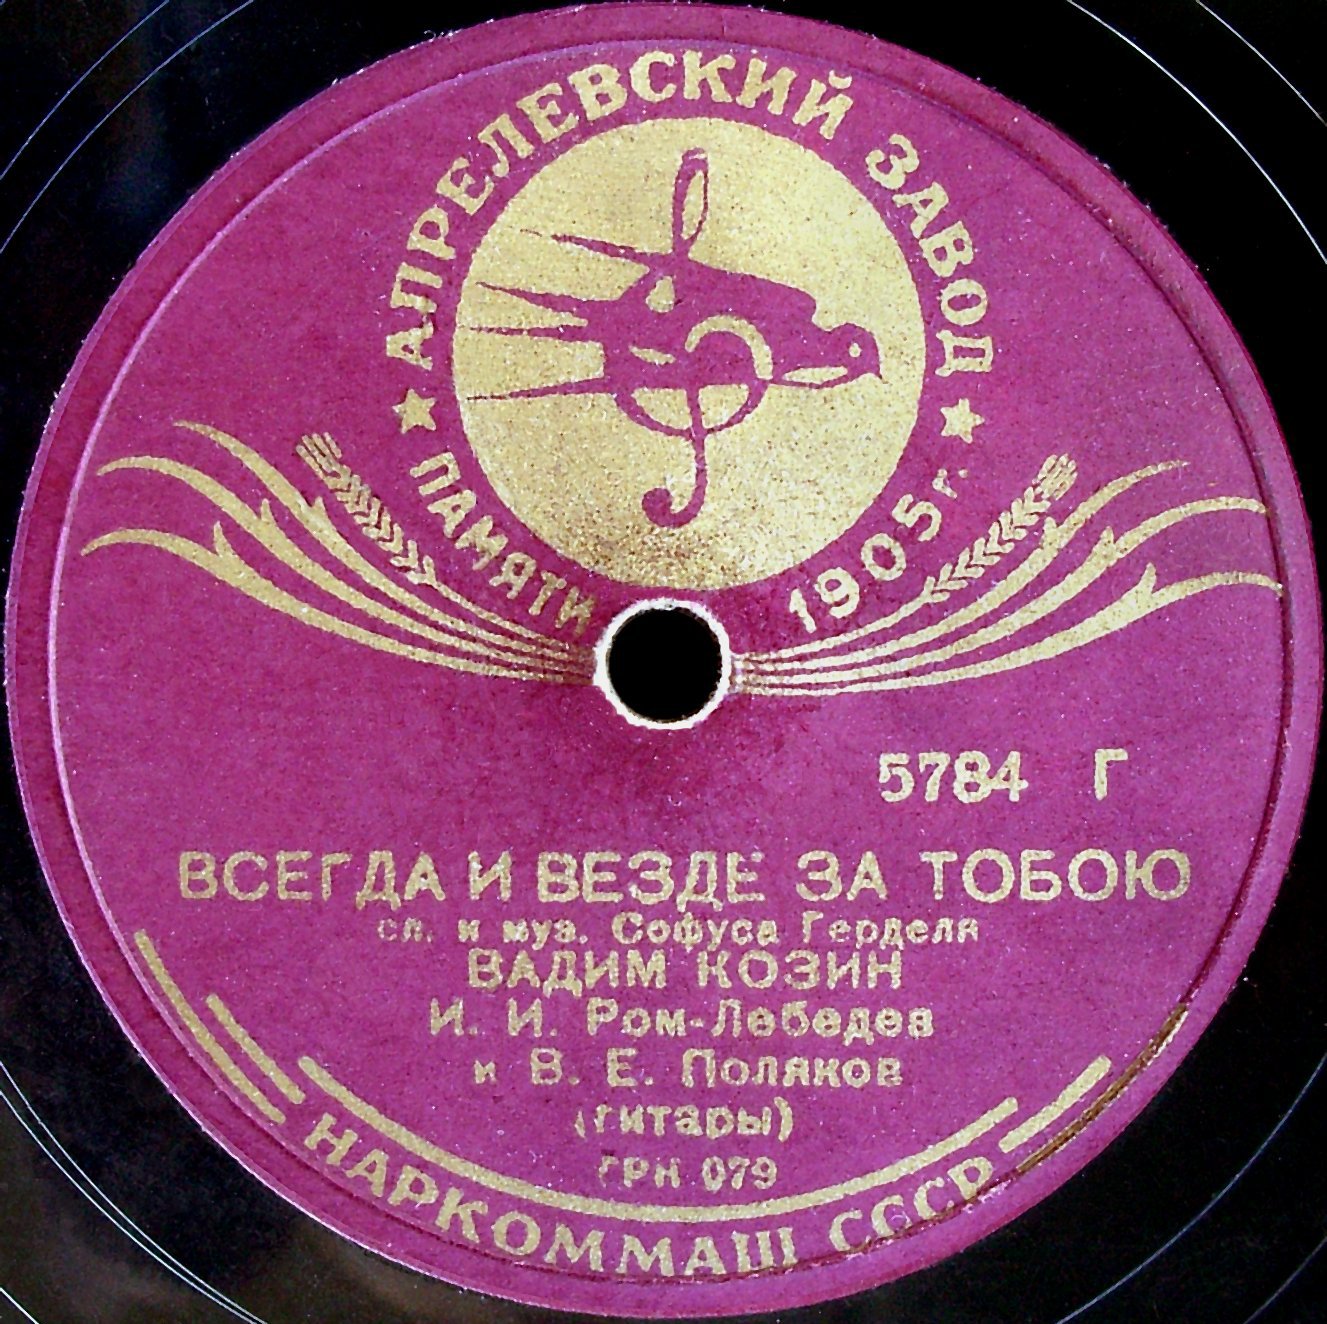 АПРЕЛЕВСКИЙ ЗАВОД
ПАМЯТИ 1905 г.
5784 Г
ВСЕГДА И ВЕЗДЕ ЗА ТОБОЮ
сл. и муз. Софуса Герделя
ВАДИМ КОЗИН
И. И. Ром-Лебедев
и В. Е. Поляков
(гитары)
ГРК 079
НАРКОММАШ СССР